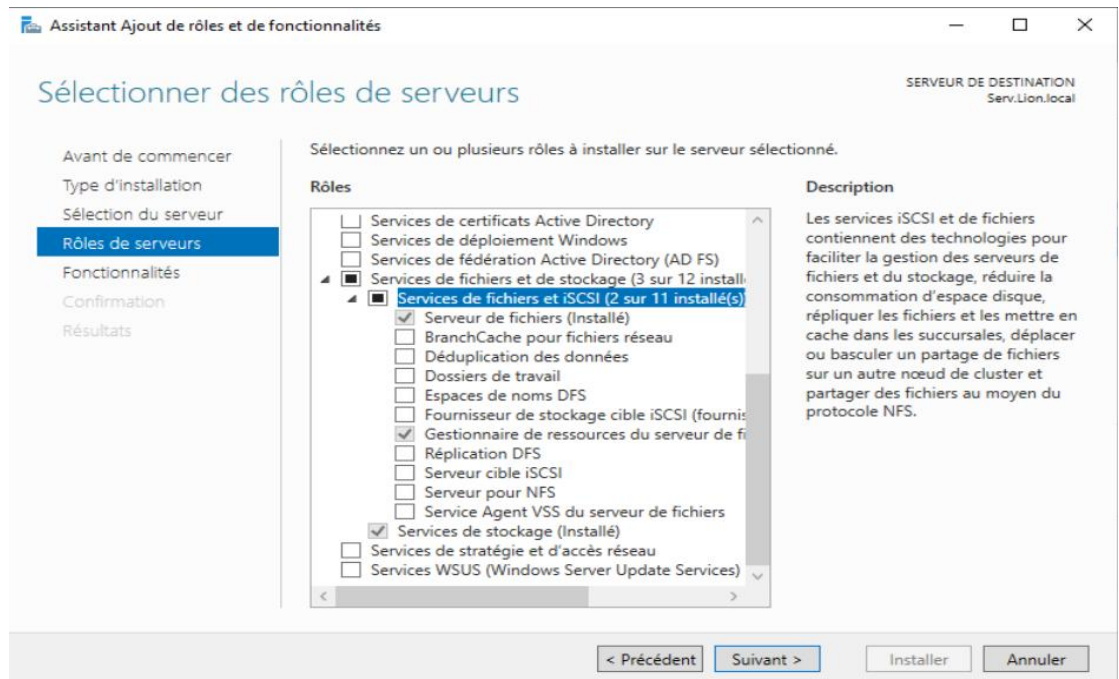 Assistant Ajout de rôles et de fonctionnalités
Sélectionner des rôles de serveurs
SERVEUR DE DESTINATION
Serv.Lion.local
Avant de commencer
Type d'installation
Sélection du serveur
Rôles de serveurs
Fonctionnalités
Confirmation
Résultats
Sélectionnez un ou plusieurs rôles à installer sur le serveur sélectionné.
Rôles
Services de certificats Active Directory
Services de déploiement Windows
Services de fédération Active Directory (AD FS)
Services de fichiers et de stockage (3 sur 12 install
Services de fichiers et iSCSI (2 sur 11 installé(s)
Serveur de fichiers (Installé)
BranchCache pour fichiers réseau
Déduplication des données
Dossiers de travail
Espaces de noms DFS
Fournisseur de stockage cible iSCSI (fournis
Gestionnaire de ressources du serveur de fi
Réplication DFS
Serveur cible iSCSI
Serveur pour NFS
Service Agent VSS du serveur de fichiers
Services de stockage (Installé)
Services de stratégie et d'accès réseau
Services WSUS (Windows Server Update Services)
Description
Les services iSCSI et de fichiers
contiennent des technologies pour
faciliter la gestion des serveurs de
fichiers et du stockage, réduire la
consommation d'espace disque,
répliquer les fichiers et les mettre en
cache dans les succursales, déplacer
ou basculer un partage de fichiers
sur un autre nœud de cluster et
partager des fichiers au moyen du
protocole NFS.
< Précédent
Suivant >
Installer
Annuler